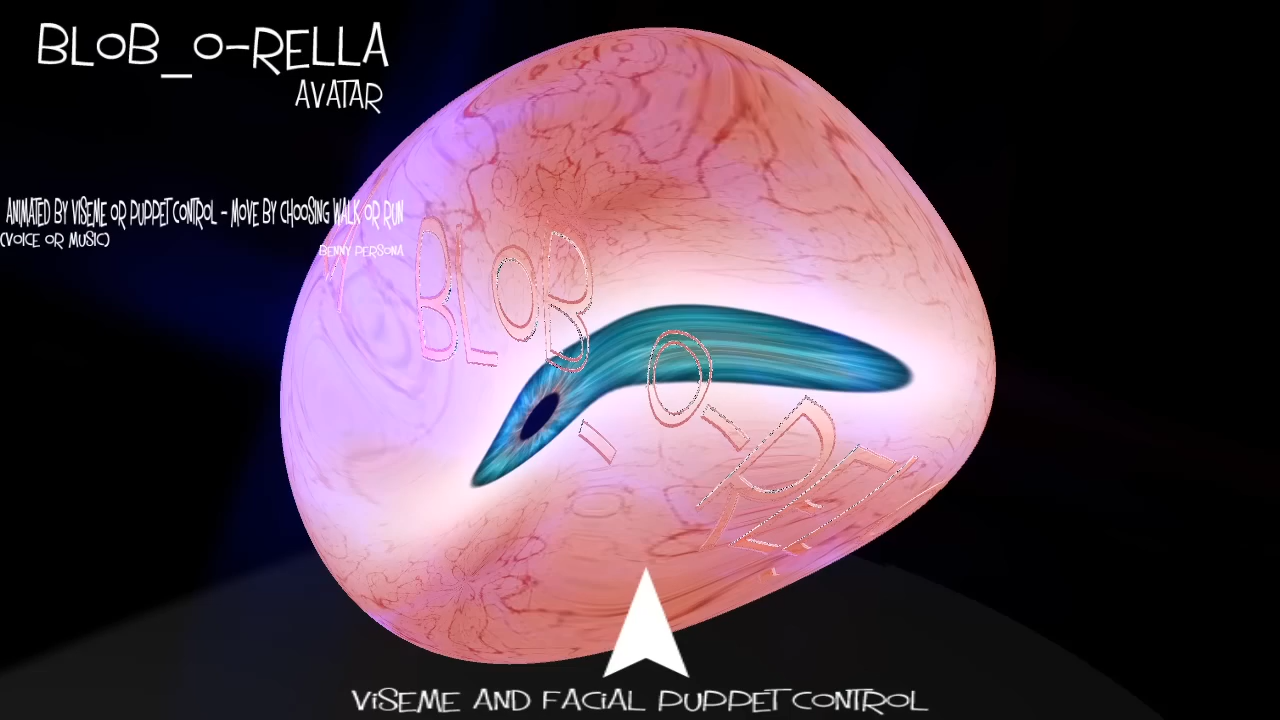 BLoB_o-RELLA
AVATAR
ANIMATED BY VISEME OR PUPPET CONTROL - MOVE BY CHOOSING WALK OR RUN
(VOICE OR MUSIC)
BENNY PERSONA
BLOB
-O-REL
VISEME AND FACIAL PUPPET CONTROL